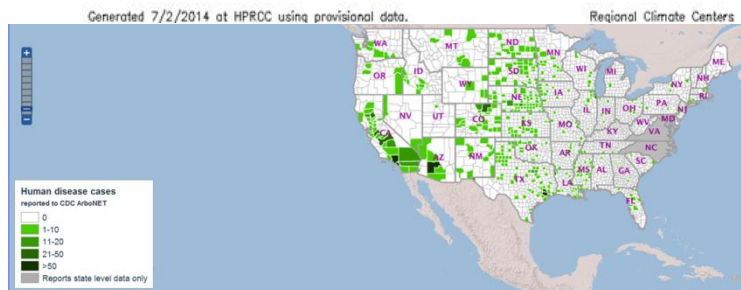 Generated 7/2/2014 at HPRCC using provisional data.
Regional Climate Centers
WA
MT
ND
MN
ME
OR
ID
SD
WI
MI
NY
NH
WY
IA
PA
RI
NE
NV
UT
CO
IL
IN
OH
NJ
WV
MD
CA
KS
MO
KY
VA
AZ
NM
OK
AR
TN
NC
TX
LA
MS
AL
GA
SC
FL
Human disease cases
reported to CDC ArboNET
0
1-10
11-20
21-50
>50
Reports state level data only